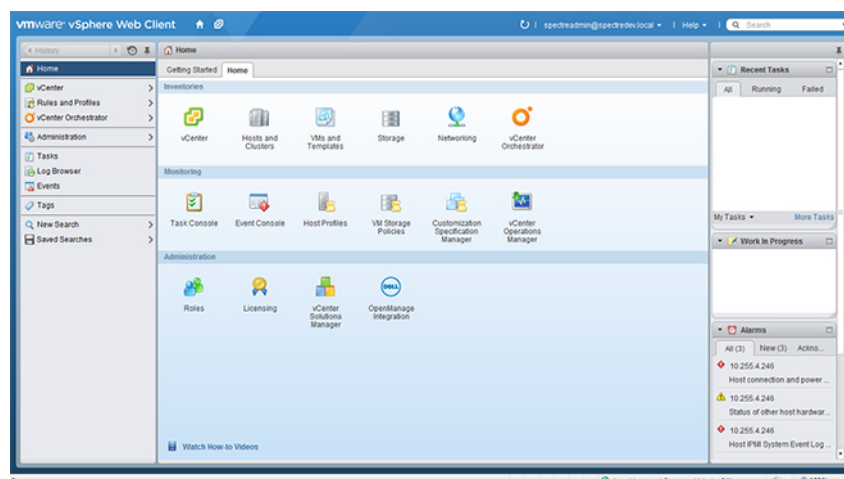 vmware® vSphere Web Client
spectreadmin@spectredev.local
Help
Search
History
Home
Home
vCenter
Rules and Profiles
vCenter Orchestrator
Administration
Tasks
Log Browser
Events
Tags
New Search
Saved Searches
Getting Started
Home
Inventories
vCenter
Hosts and Clusters
VMs and Templates
Storage
Networking
vCenter Orchestrator
Monitoring
Task Console
Event Console
Host Profiles
VM Storage Policies
Customization Specification Manager
vCenter Operations Manager
Administration
Roles
Licensing
vCenter Solutions Manager
DELL
OpenManage Integration
Watch How-to Videos
Recent Tasks
All
Running
Failed
My Tasks
More Tasks
Work In Progress
Alarms
All (3)
New (3)
Ackno...
10.255.4.246
Host connection and power ...
10.255.4.246
Status of other host hardwar...
10.255.4.246
Host IPMI System Event Log ...